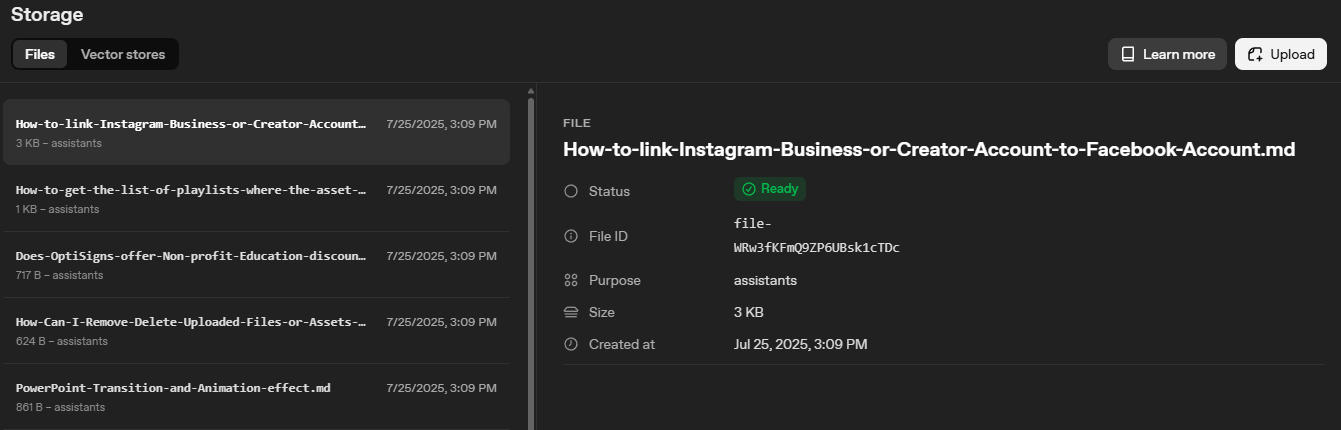 Storage
Files
Vector stores
Learn more
Upload
How-to-link-Instagram-Business-or-Creator-Account… 7/25/2025, 3:09 PM
3 KB – assistants
How-to-get-the-list-of-playlists-where-the-asset-… 7/25/2025, 3:09 PM
1 KB – assistants
Does-OptiSigns-offer-Non-profit-Education-discoun… 7/25/2025, 3:09 PM
717 B – assistants
How-Can-I-Remove-Delete-Uploaded-Files-or-Assets-… 7/25/2025, 3:09 PM
624 B – assistants
PowerPoint-Transition-and-Animation-effect.md 7/25/2025, 3:09 PM
861 B – assistants
FILE
How-to-link-Instagram-Business-or-Creator-Account-to-Facebook-Account.md
Status Ready
File ID file-
WRw3fKFmQ9ZP6UBsk1cTDc
Purpose assistants
Size 3 KB
Created at Jul 25, 2025, 3:09 PM